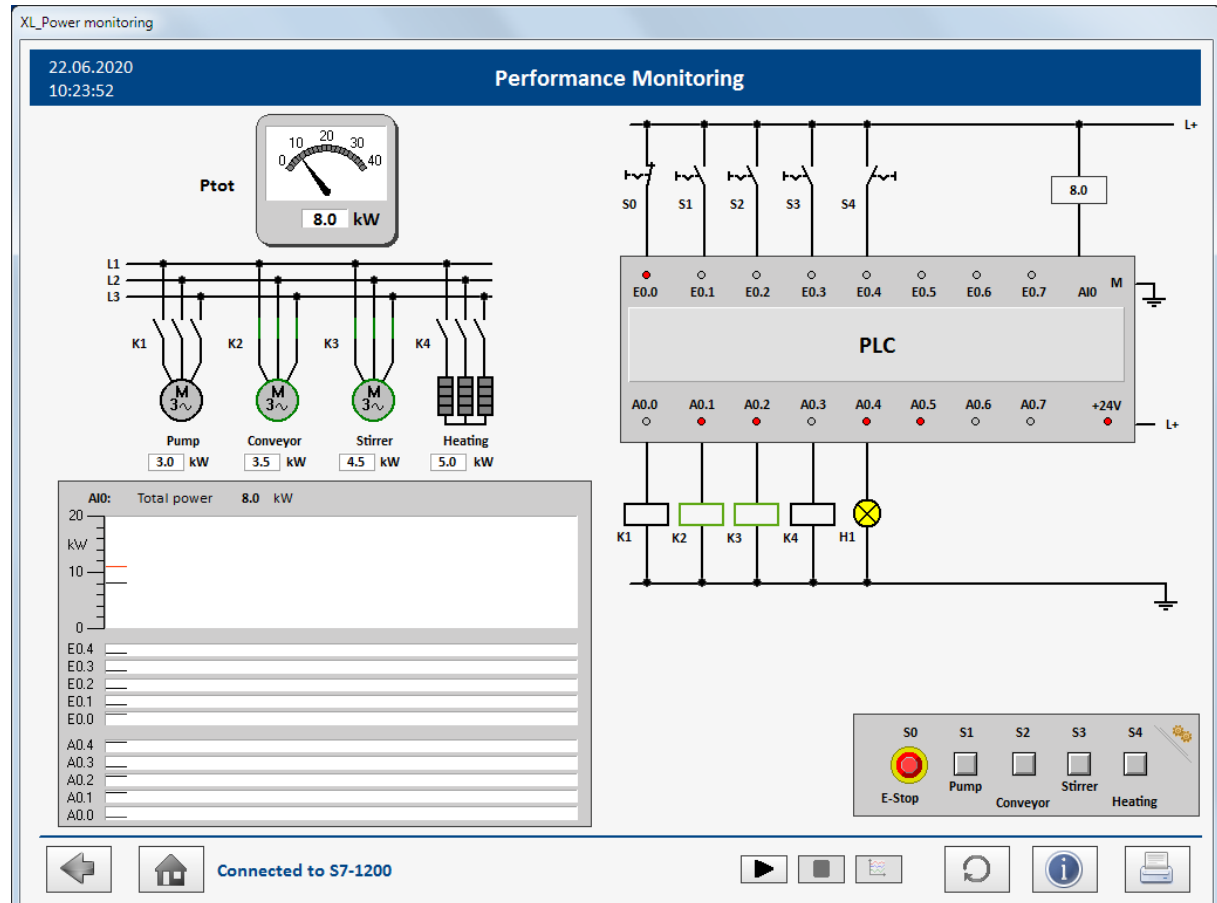 XL_Power monitoring
22.06.2020
10:23:52
Performance Monitoring
Ptot
0 10 20 30 40
8.0 kW
L1
L2
L3
K1 K2 K3 K4
M 3~ M 3~ M 3~
Pump Conveyor Stirrer Heating
3.0 kW 3.5 kW 4.5 kW 5.0 kW
AI0: Total power 8.0 kW
20
kW
10
0
E0.4
E0.3
E0.2
E0.1
E0.0
A0.4
A0.3
A0.2
A0.1
A0.0
L+
S0 S1 S2 S3 S4
8.0
E0.0 E0.1 E0.2 E0.3 E0.4 E0.5 E0.6 E0.7 AI0 M
PLC
A0.0 A0.1 A0.2 A0.3 A0.4 A0.5 A0.6 A0.7 +24V
L+
K1 K2 K3 K4 H1
S0 S1 S2 S3 S4
E-Stop Pump Conveyor Stirrer Heating
Connected to S7-1200
i